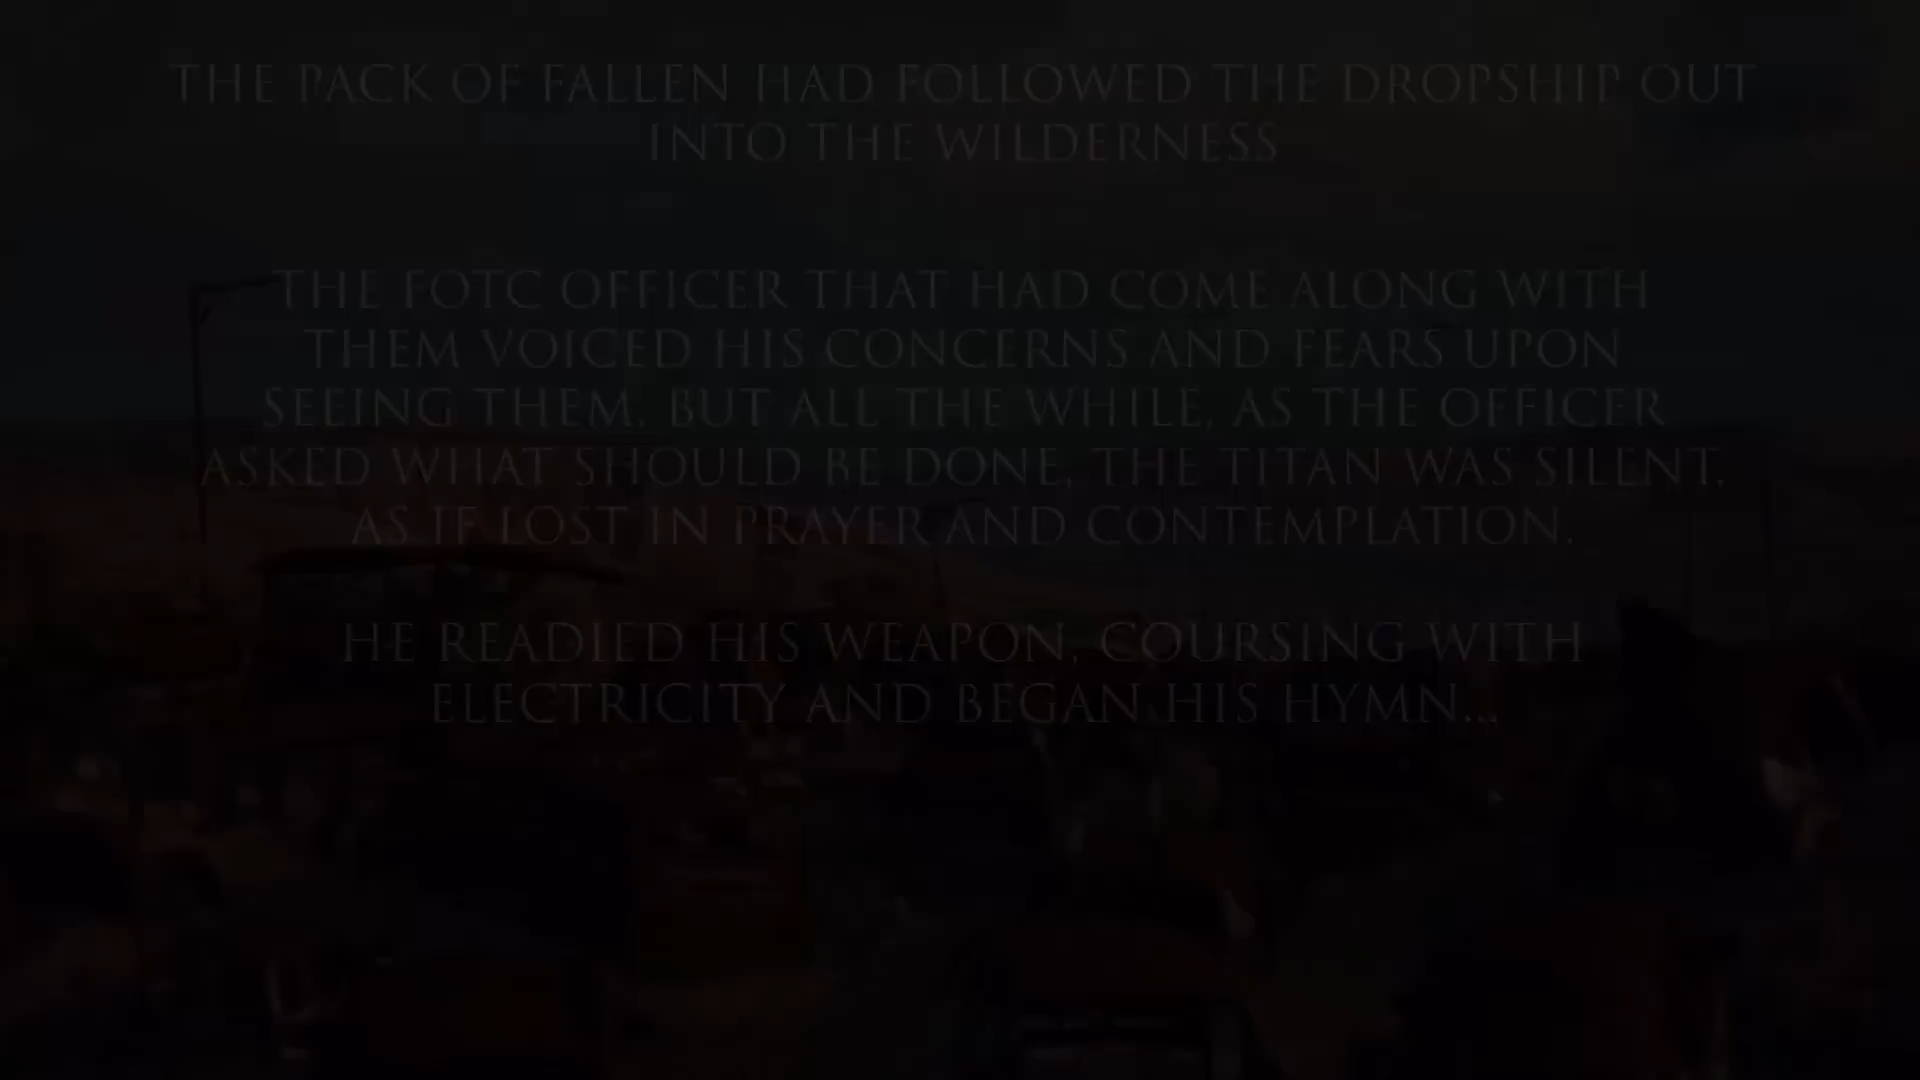 THE PACK OF FALLEN HAD FOLLOWED THE DROPSHIP OUT
INTO THE WILDERNESS
THE FOTC OFFICER THAT HAD COME ALONG WITH
THEM VOICED HIS CONCERNS AND FEARS UPON
SEEING THEM. BUT ALL THE WHILE, AS THE OFFICER
ASKED WHAT SHOULD BE DONE, THE TITAN WAS SILENT,
AS IF LOST IN PRAYER AND CONTEMPLATION.
HE READIED HIS WEAPON, COURSING WITH
ELECTRICITY AND BEGAN HIS HYMN...